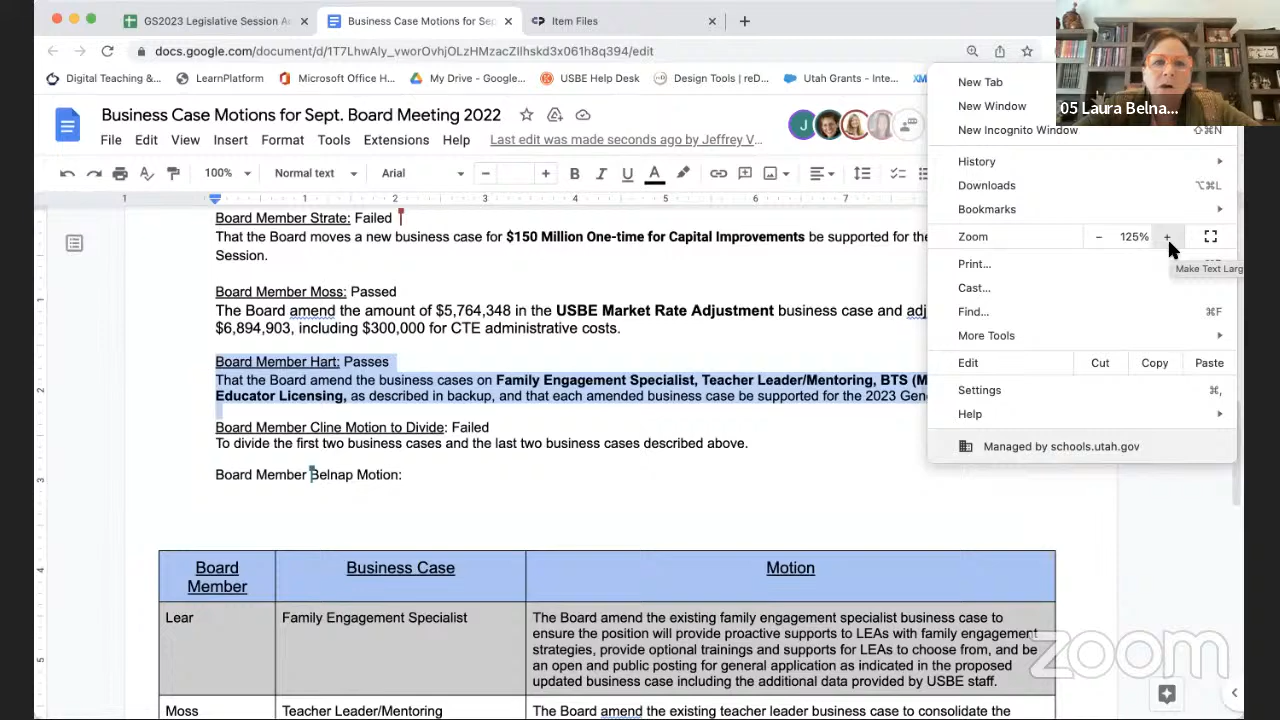 GS2023 Legislative Session A
Business Case Motions for Sep
Item Files
docs.google.com/document/d/1T7LhwAly_vworOvhjOLzHMzacZIlhskd3x061h8q394/edit
Digital Teaching &...
LearnPlatform
Microsoft Office H...
My Drive - Google...
USBE Help Desk
Design Tools | reD...
Utah Grants - Inte...
05 Laura Belna...
Business Case Motions for Sept. Board Meeting 2022
J
File Edit View Insert Format Tools Extensions Help Last edit was made seconds ago by Jeffrey V...
100% Normal text Arial
B I U A
1 1 2 3 4 5 6 7
New Tab
New Window
New Incognito Window ⇧⌘N
History
Downloads ⌥⌘L
Bookmarks
Zoom - 125% +
Make Text Larg
Print...
Cast...
Find... ⌘F
More Tools
Edit Cut Copy Paste
Settings ⌘,
Help
Managed by schools.utah.gov
Board Member Strate: Failed
That the Board moves a new business case for $150 Million One-time for Capital Improvements be supported for the
Session.
Board Member Moss: Passed
The Board amend the amount of $5,764,348 in the USBE Market Rate Adjustment business case and adj
$6,894,903, including $300,000 for CTE administrative costs.
Board Member Hart: Passes
That the Board amend the business cases on Family Engagement Specialist, Teacher Leader/Mentoring, BTS (M
Educator Licensing, as described in backup, and that each amended business case be supported for the 2023 Gen
Board Member Cline Motion to Divide: Failed
To divide the first two business cases and the last two business cases described above.
Board Member Belnap Motion:
Board
Member
Business Case
Motion
Lear
Family Engagement Specialist
The Board amend the existing family engagement specialist business case to
ensure the position will provide proactive supports to LEAs with family engagement
strategies, provide optional trainings and supports for LEAs to choose from, and be
an open and public posting for general application as indicated in the proposed
updated business case including the additional data provided by USBE staff.
Moss
Teacher Leader/Mentoring
The Board amend the existing teacher leader business case to consolidate the
zoom